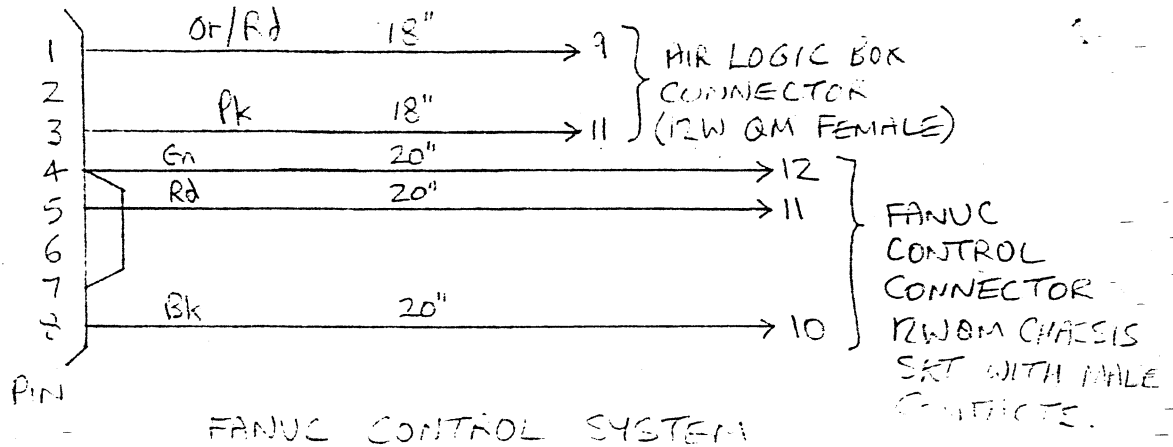 1 Or/Rd 18" 9
2
3 Pk 18" 11
AIR LOGIC BOX
CONNECTOR
(12W QM FEMALE)
4 Gn 20" 12
5 Rd 20" 11
6
7
8 Bk 20" 10
FANUC
CONTROL
CONNECTOR
12WQM CHASSIS
SKT WITH MALE
CONTACTS.
PIN
FANUC CONTROL SYSTEM